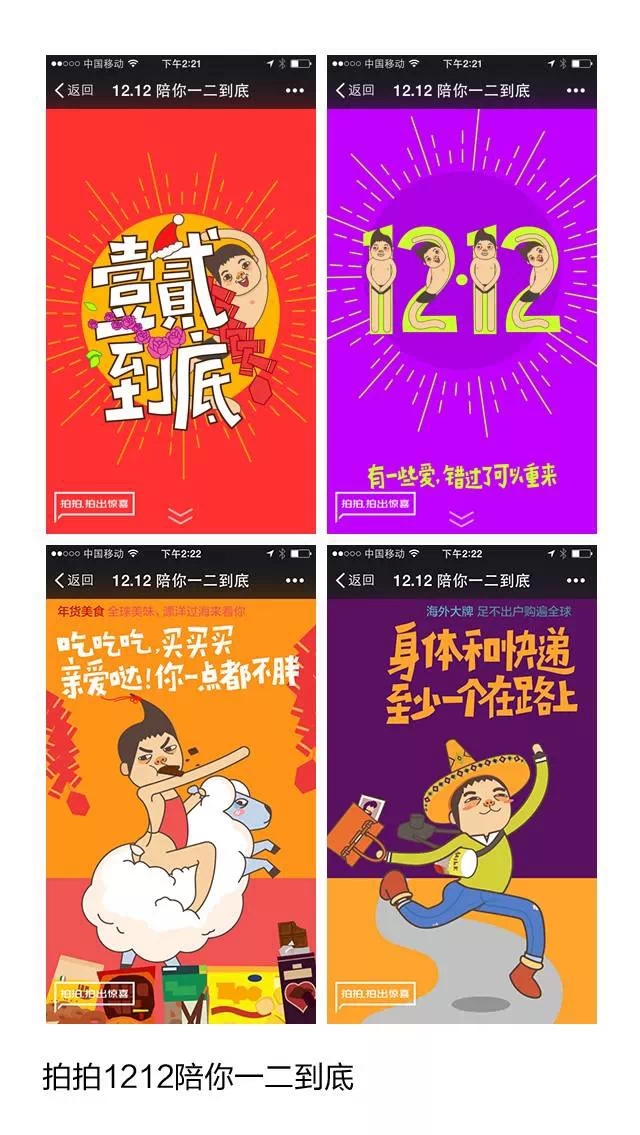 中国移动 下午2:21
返回 12.12 陪你一二到底
壹貳
到底
拍拍,拍出惊喜
中国移动 下午2:21
返回 12.12 陪你一二到底
12·12
有一些爱,错过了可以重来
拍拍,拍出惊喜
中国移动 下午2:22
返回 12.12 陪你一二到底
年货美食 全球美味、漂洋过海来看你
吃吃吃,买买买
亲爱哒!你一点都不胖
拍拍,拍出惊喜
中国移动 下午2:22
返回 12.12 陪你一二到底
海外大牌 足不出户购遍全球
身体和快递
至少一个在路上
MILK
拍拍,拍出惊喜
拍拍1212陪你一二到底